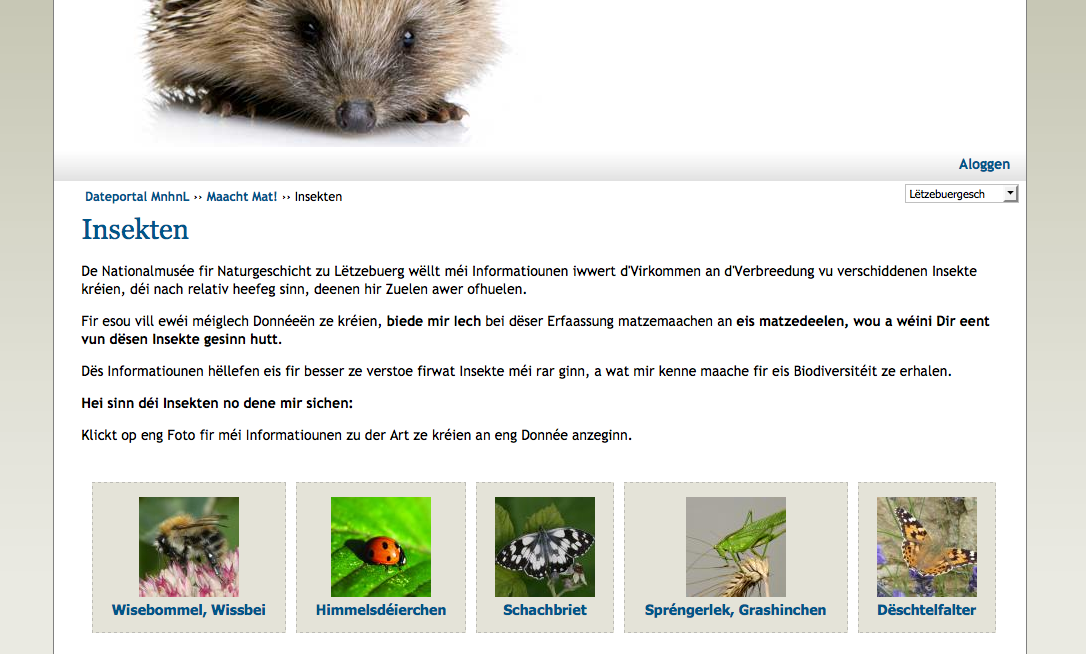 Aloggen
Dateportal MnhnL ›› Maacht Mat! ›› Insekten
Lëtzebuergesch
Insekten
De Nationalmusée fir Naturgeschicht zu Lëtzebuerg wëllt méi Informatiounen iwwert d'Virkommen an d'Verbreedung vu verschiddenen Insekte
kréien, déi nach relativ heefeg sinn, deenen hir Zuelen awer ofhuelen.
Fir esou vill ewéi méiglech Donnéeën ze kréien, biede mir Iech bei dëser Erfaassung matzemaachen an eis matzedeelen, wou a wéini Dir eent
vun dësen Insekte gesinn hutt.
Dës Informatiounen hëllefen eis fir besser ze verstoe firwat Insekte méi rar ginn, a wat mir kenne maache fir eis Biodiversitéit ze erhalen.
Hei sinn déi Insekten no dene mir sichen:
Klickt op eng Foto fir méi Informatiounen zu der Art ze kréien an eng Donnée anzeginn.
Wisebommel, Wissbei
Himmelsdéierchen
Schachbriet
Spréngerlek, Grashinchen
Dëschtelfalter